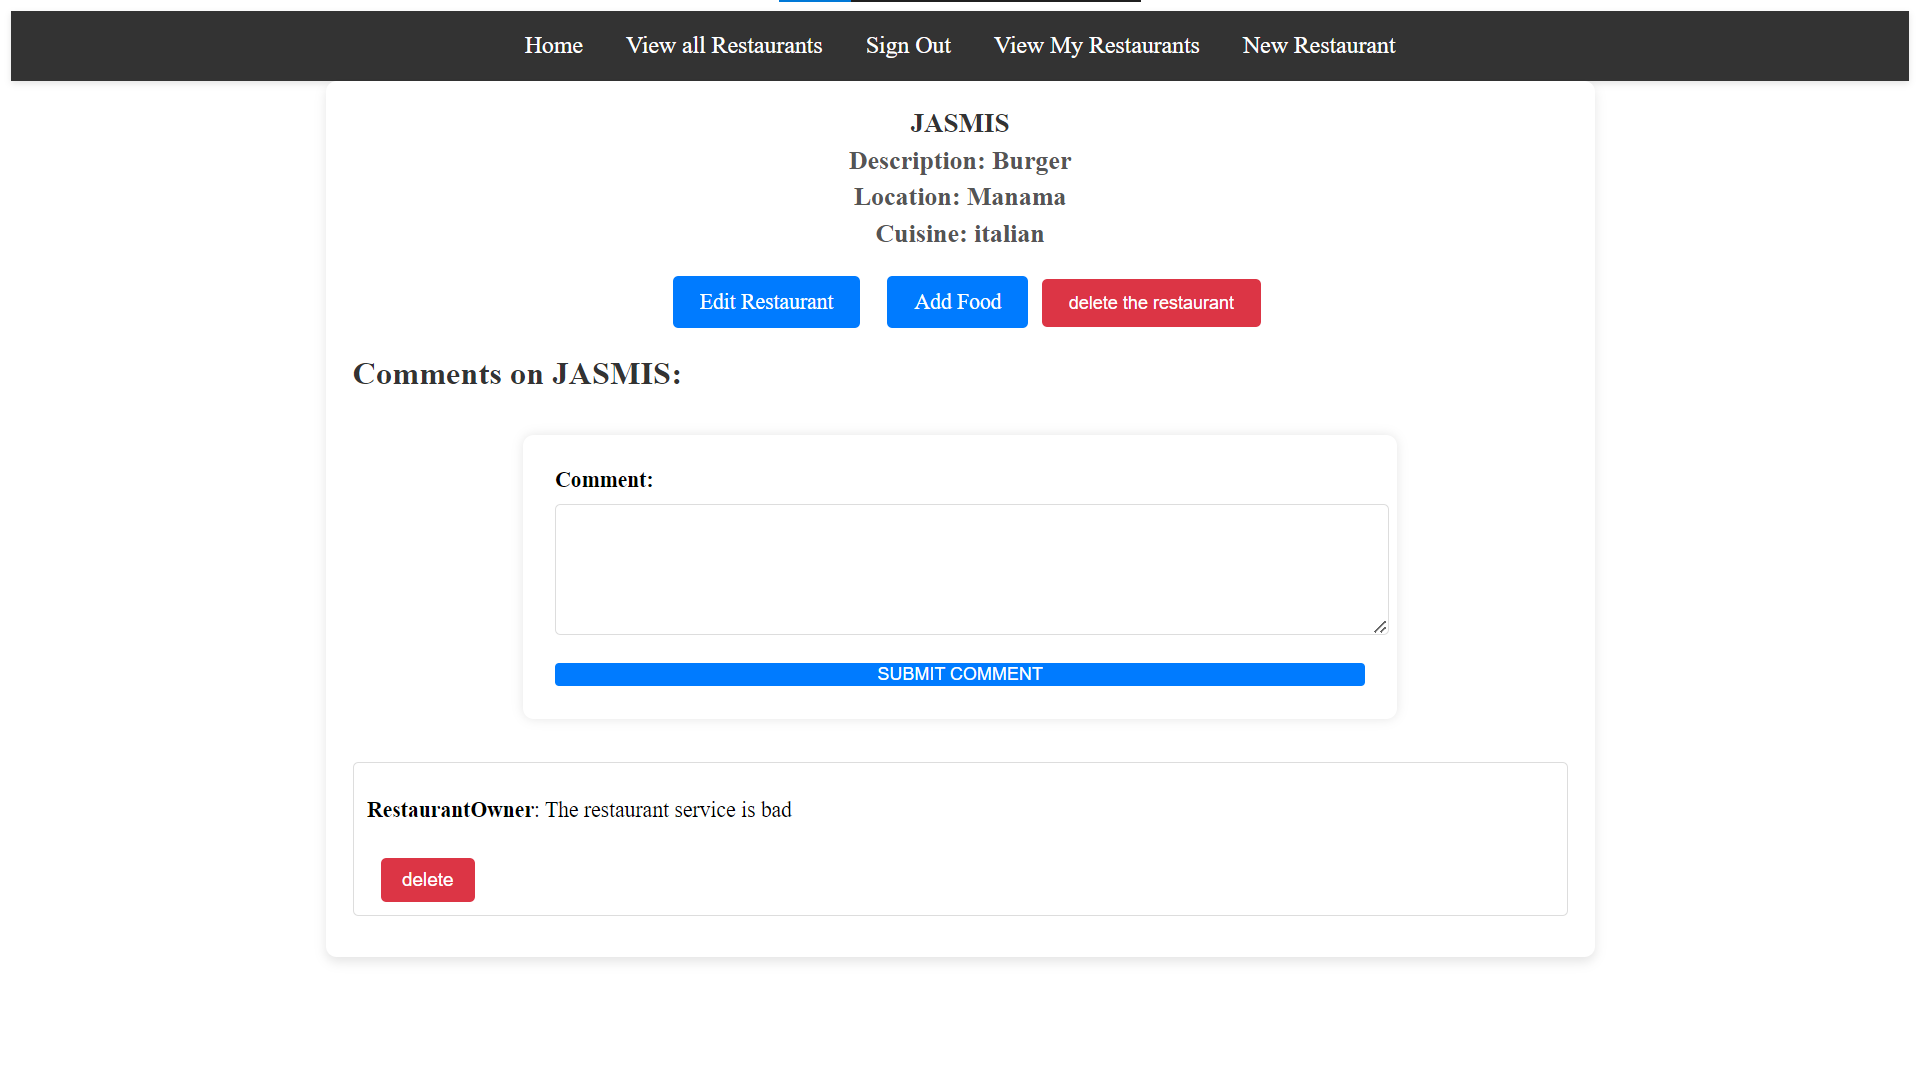 Home View all Restaurants Sign Out View My Restaurants New Restaurant
JASMIS
Description: Burger
Location: Manama
Cuisine: italian
Edit Restaurant Add Food delete the restaurant
Comments on JASMIS:
Comment:
SUBMIT COMMENT
RestaurantOwner: The restaurant service is bad
delete